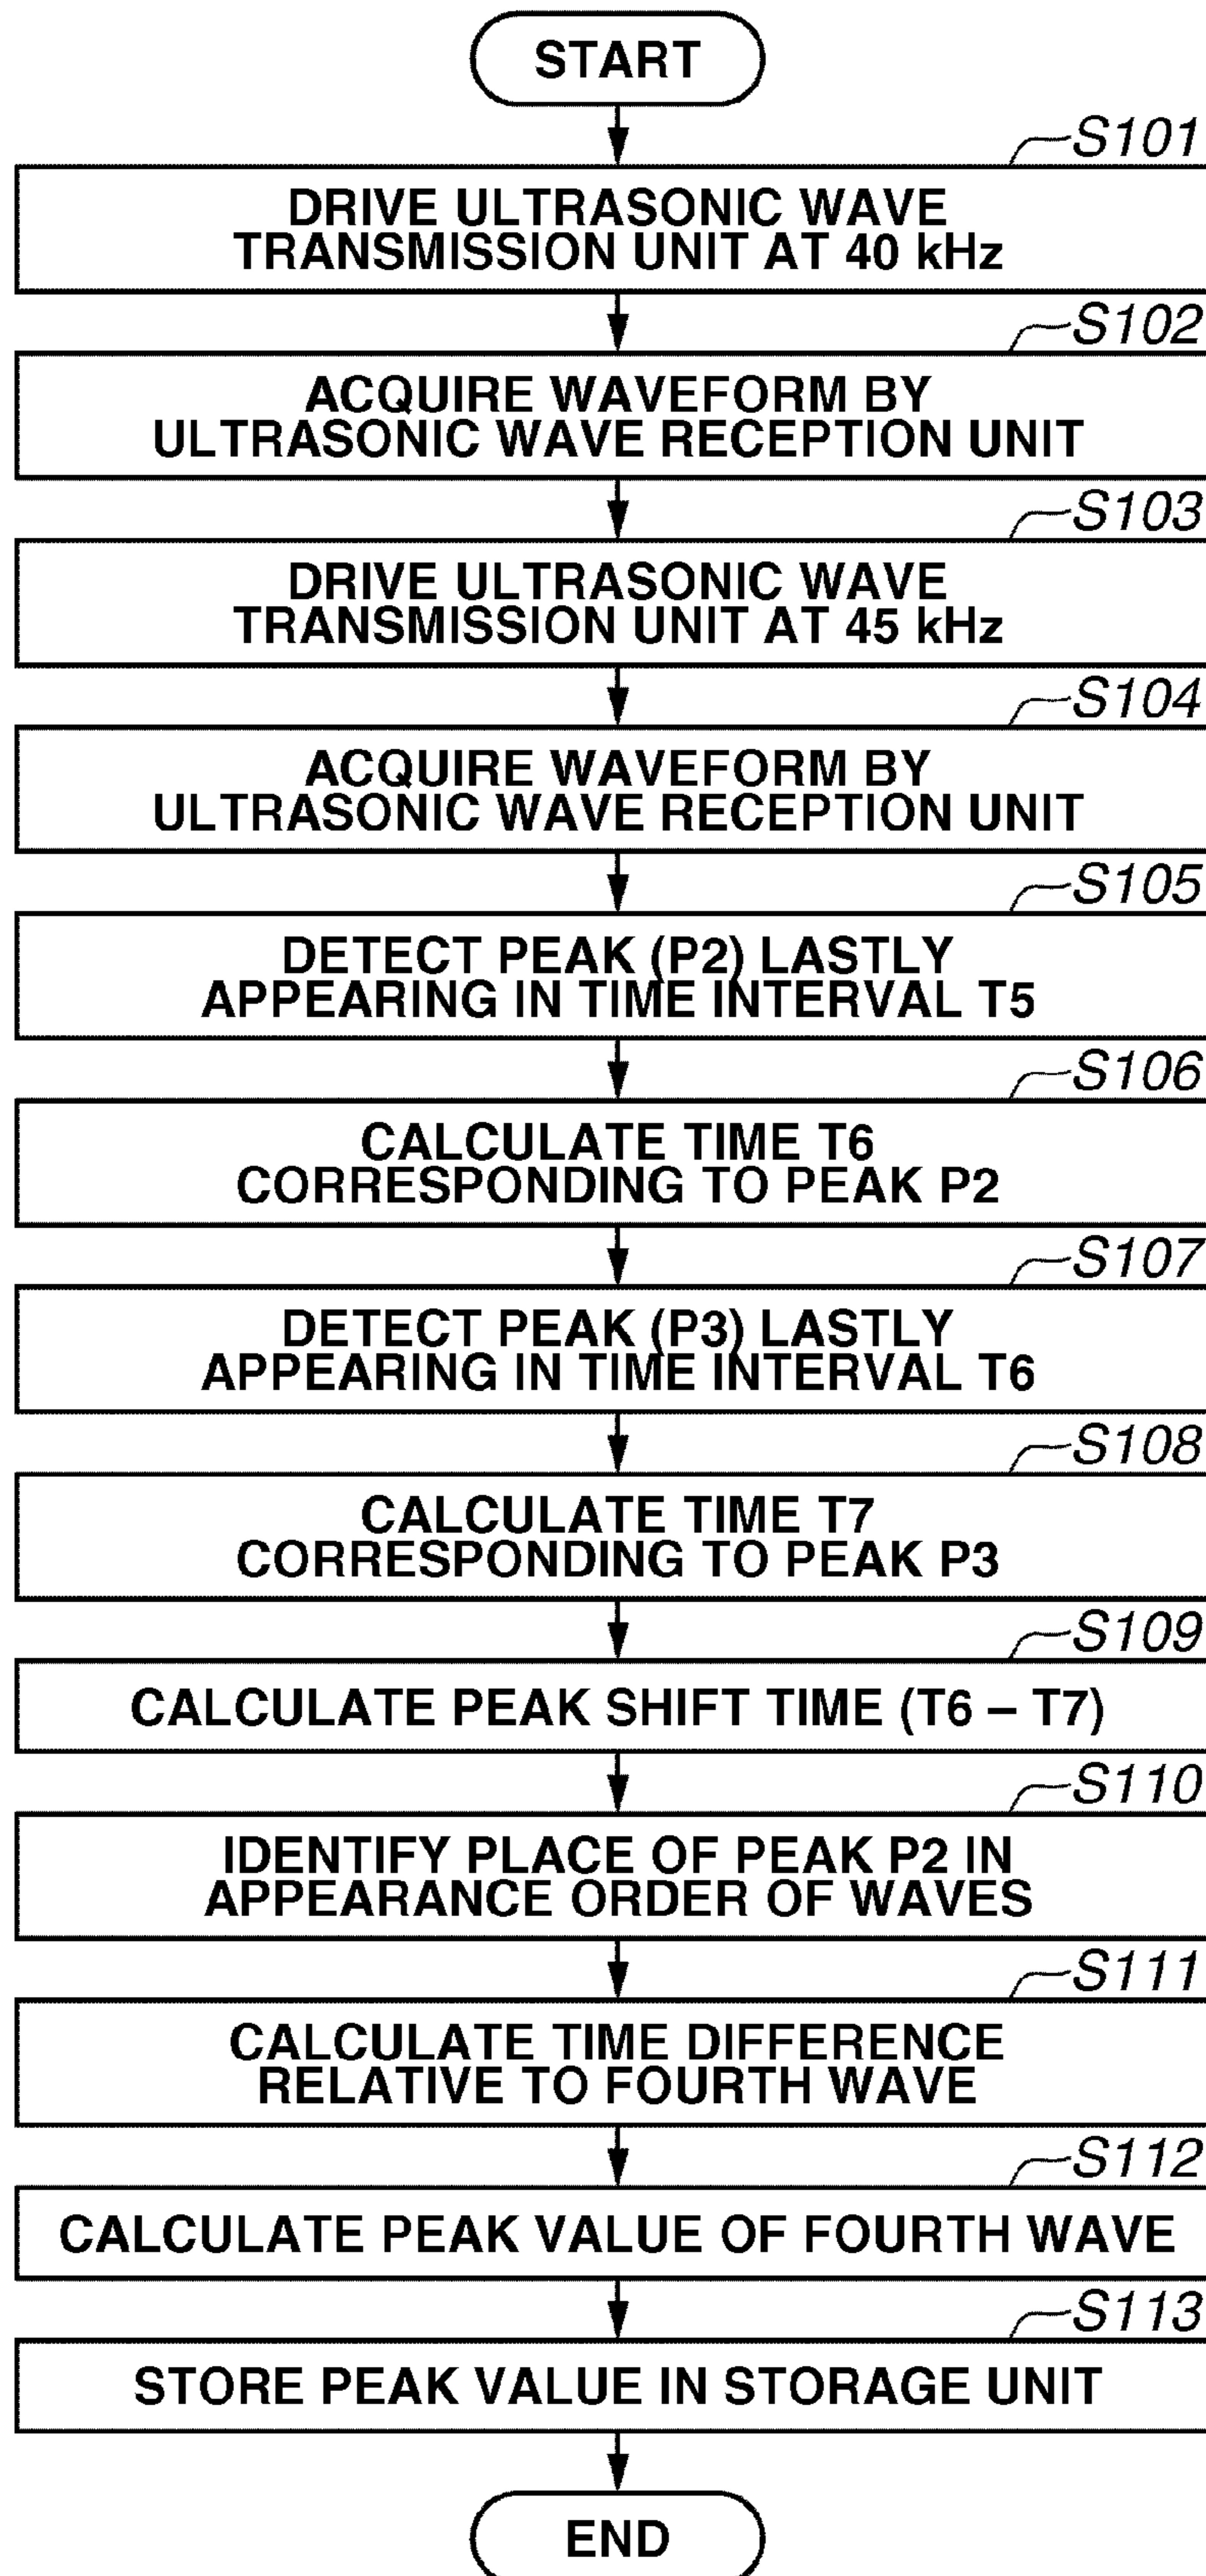 START
S101
DRIVE ULTRASONIC WAVE
TRANSMISSION UNIT AT 40 kHz
S102
ACQUIRE WAVEFORM BY
ULTRASONIC WAVE RECEPTION UNIT
S103
DRIVE ULTRASONIC WAVE
TRANSMISSION UNIT AT 45 kHz
S104
ACQUIRE WAVEFORM BY
ULTRASONIC WAVE RECEPTION UNIT
S105
DETECT PEAK (P2) LASTLY
APPEARING IN TIME INTERVAL T5
S106
CALCULATE TIME T6
CORRESPONDING TO PEAK P2
S107
DETECT PEAK (P3) LASTLY
APPEARING IN TIME INTERVAL T6
S108
CALCULATE TIME T7
CORRESPONDING TO PEAK P3
S109
CALCULATE PEAK SHIFT TIME (T6 – T7)
S110
IDENTIFY PLACE OF PEAK P2 IN
APPEARANCE ORDER OF WAVES
S111
CALCULATE TIME DIFFERENCE
RELATIVE TO FOURTH WAVE
S112
CALCULATE PEAK VALUE OF FOURTH WAVE
S113
STORE PEAK VALUE IN STORAGE UNIT
END